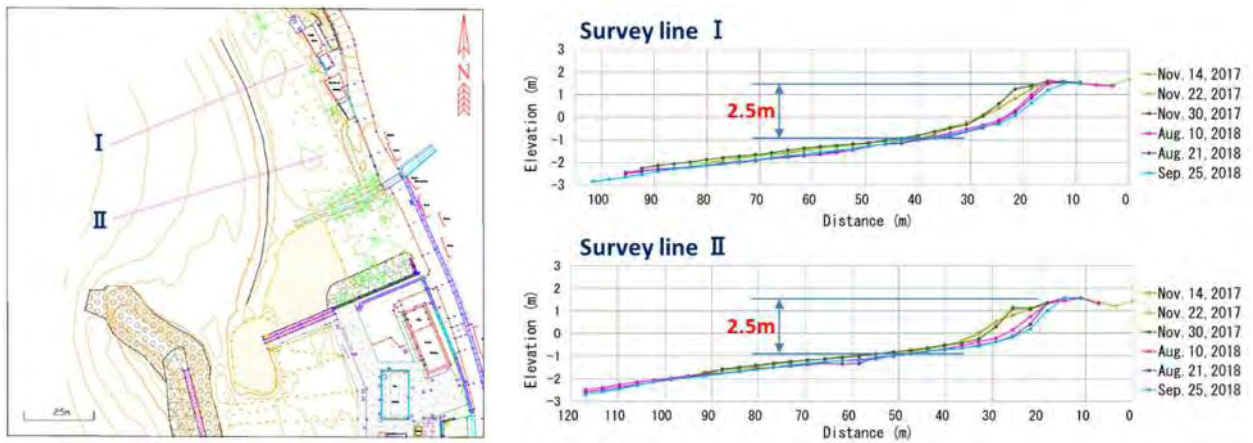 N
I
II
25m
Survey line I
Elevation (m)
3
2
1
0
-1
-2
-3
2.5m
100 90 80 70 60 50 40 30 20 10 0
Distance (m)
Nov. 14, 2017
Nov. 22, 2017
Nov. 30, 2017
Aug. 10, 2018
Aug. 21, 2018
Sep. 25, 2018
Survey line II
Elevation (m)
3
2
1
0
-1
-2
-3
2.5m
120 110 100 90 80 70 60 50 40 30 20 10 0
Distance (m)
Nov. 14, 2017
Nov. 22, 2017
Nov. 30, 2017
Aug. 10, 2018
Aug. 21, 2018
Sep. 25, 2018